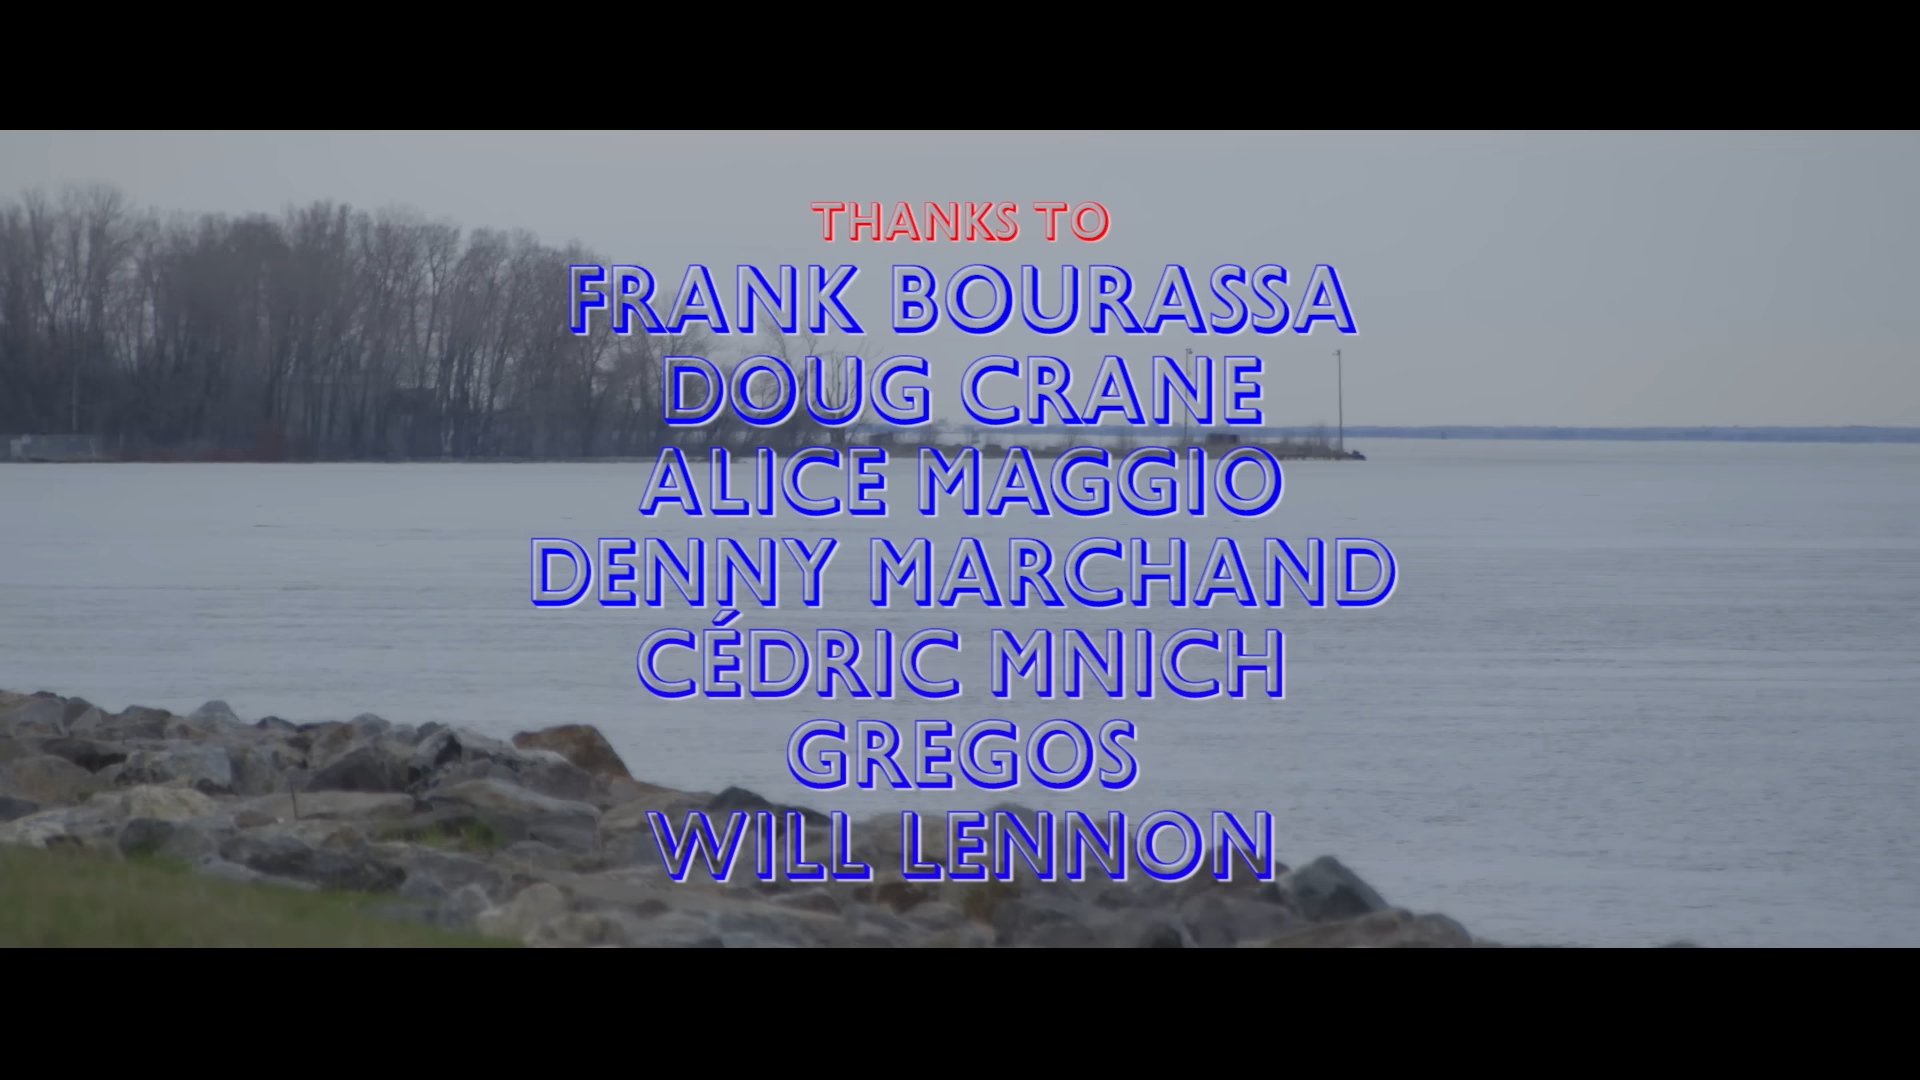 THANKS TO
FRANK BOURASSA
DOUG CRANE
ALICE MAGGIO
DENNY MARCHAND
CÉDRIC MNICH
GREGOS
WILL LENNON